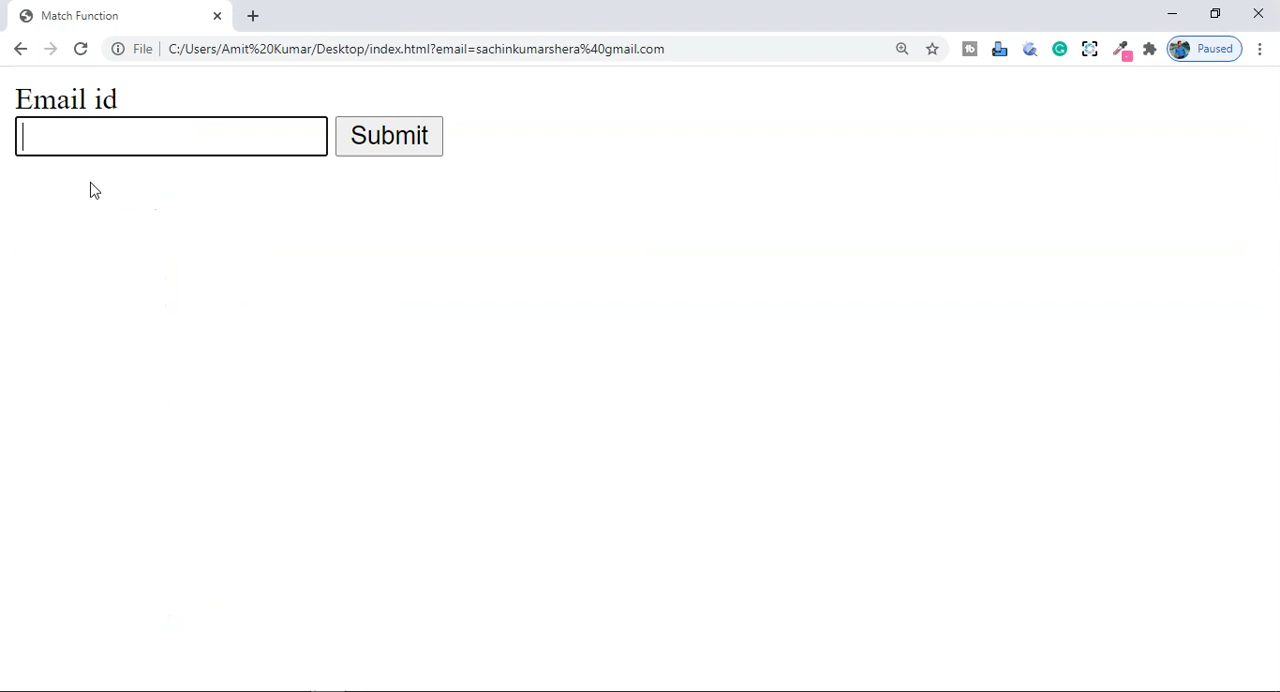 Match Function
File
C:/Users/Amit%20Kumar/Desktop/index.html?email=sachinkumarshera%40gmail.com
Paused
Email id
Submit